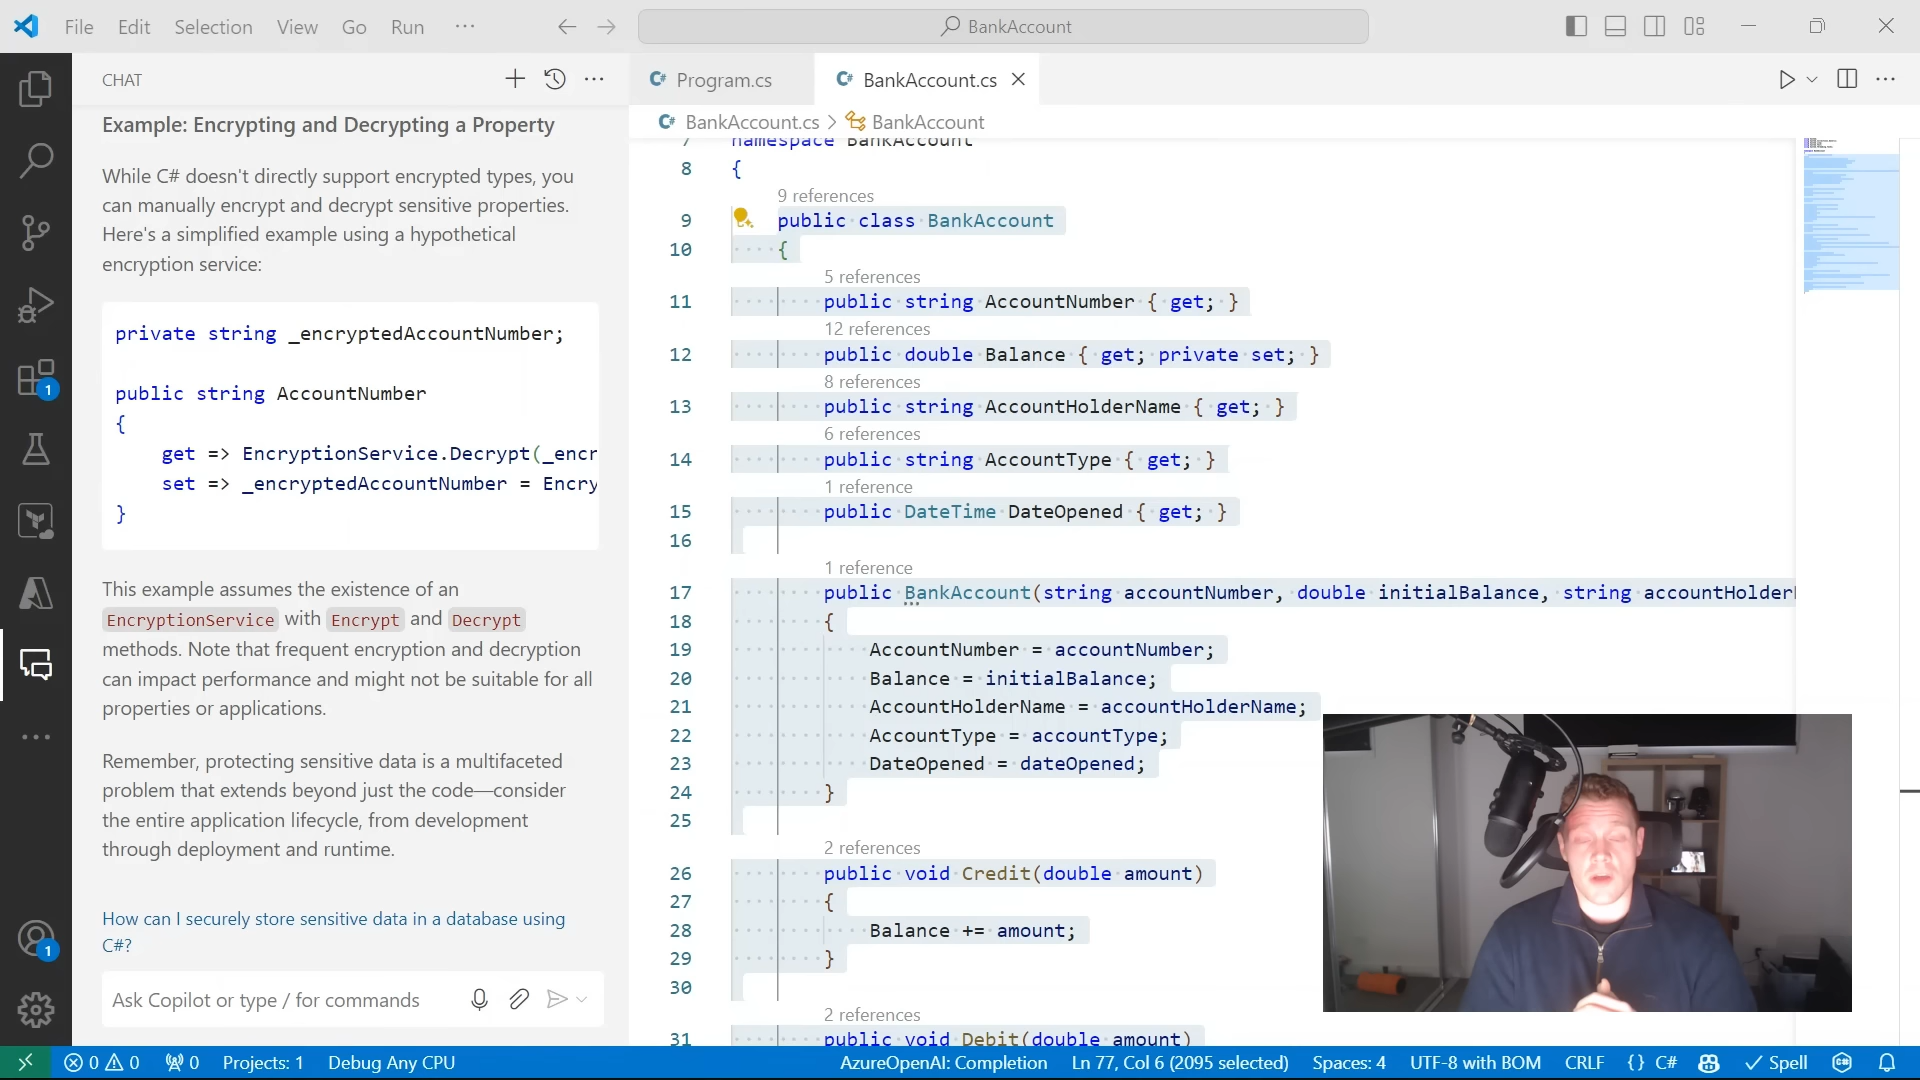 File Edit Selection View Go Run ···
BankAccount
CHAT
Program.cs
BankAccount.cs
BankAccount.cs > BankAccount
Example: Encrypting and Decrypting a Property
While C# doesn't directly support encrypted types, you
can manually encrypt and decrypt sensitive properties.
Here's a simplified example using a hypothetical
encryption service:
private string _encryptedAccountNumber;
public string AccountNumber
{
get => EncryptionService.Decrypt(_encr
set => _encryptedAccountNumber = Encry
}
This example assumes the existence of an
EncryptionService with Encrypt and Decrypt
methods. Note that frequent encryption and decryption
can impact performance and might not be suitable for all
properties or applications.
Remember, protecting sensitive data is a multifaceted
problem that extends beyond just the code—consider
the entire application lifecycle, from development
through deployment and runtime.
How can I securely store sensitive data in a database using
C#?
Ask Copilot or type / for commands
7 namespace BankAccount
8 {
9 references
9 public class BankAccount
10 {
5 references
11 public string AccountNumber { get; }
12 references
12 public double Balance { get; private set; }
8 references
13 public string AccountHolderName { get; }
6 references
14 public string AccountType { get; }
1 reference
15 public DateTime DateOpened { get; }
16
1 reference
17 public BankAccount(string accountNumber, double initialBalance, string accountHolder
18 {
19 AccountNumber = accountNumber;
20 Balance = initialBalance;
21 AccountHolderName = accountHolderName;
22 AccountType = accountType;
23 DateOpened = dateOpened;
24 }
25
2 references
26 public void Credit(double amount)
27 {
28 Balance += amount;
29 }
30
2 references
31 public void Debit(double amount)
1
1
0 0 0 Projects: 1 Debug Any CPU AzureOpenAI: Completion Ln 77, Col 6 (2095 selected) Spaces: 4 UTF-8 with BOM CRLF {} C# Spell